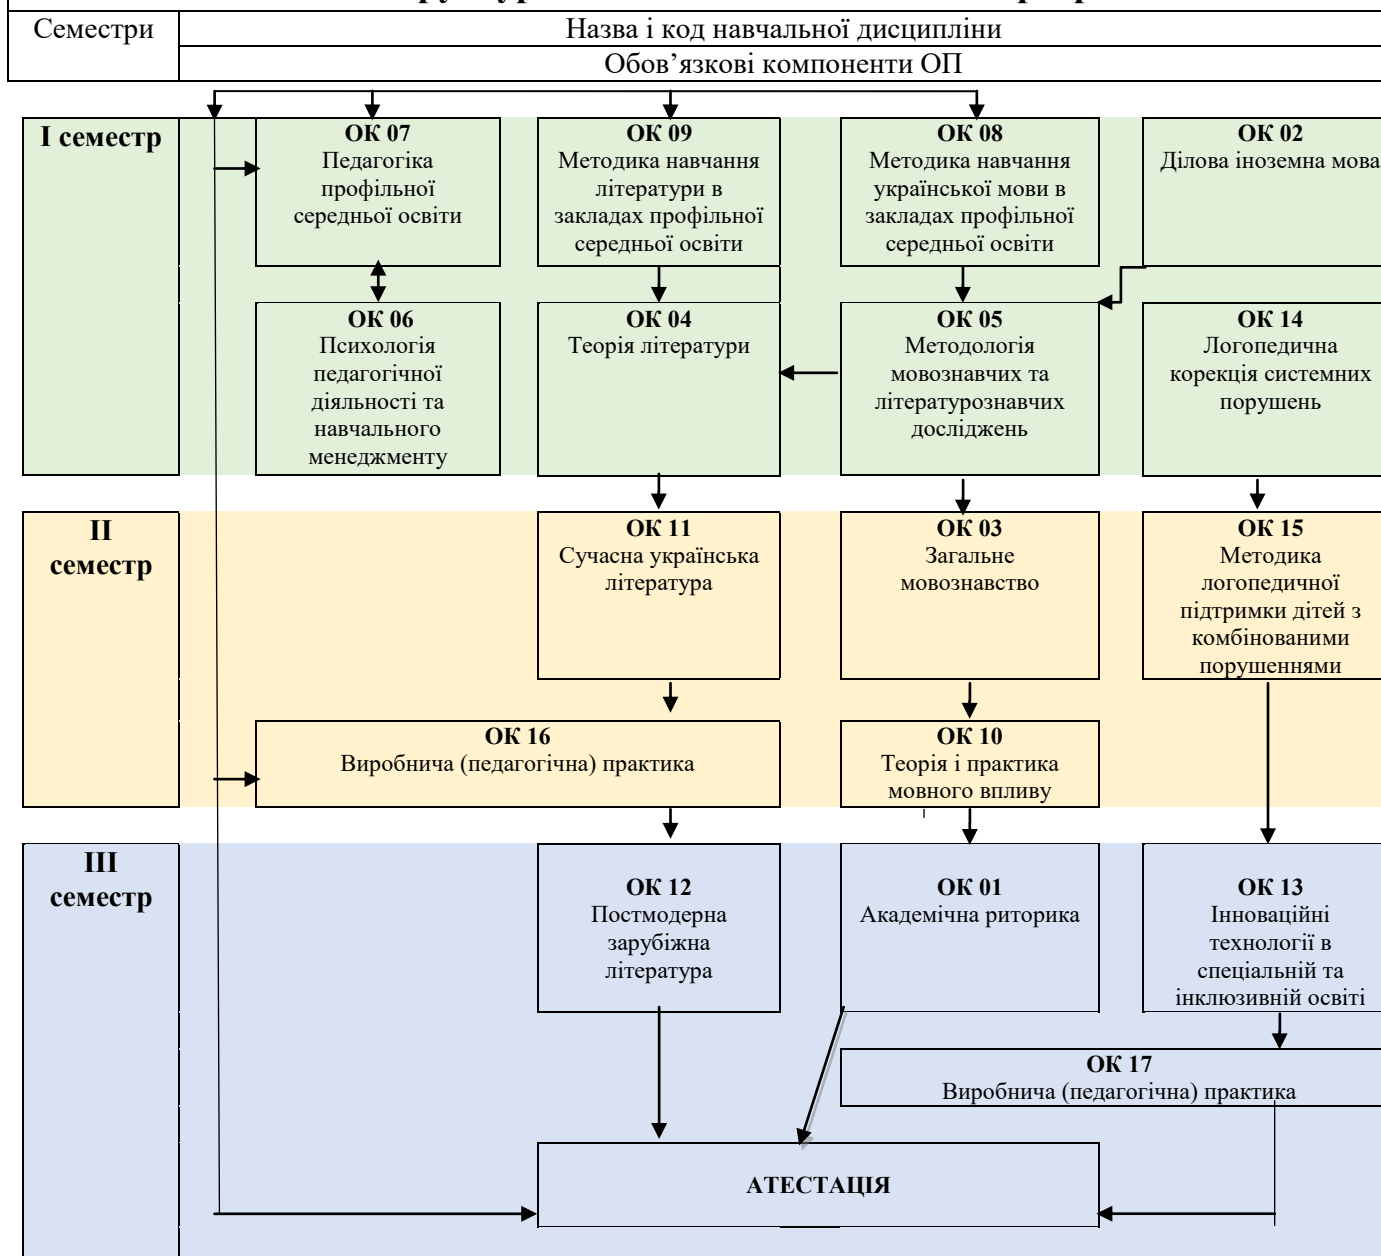 Семестри
Назва і код навчальної дисципліни
Обов’язкові компоненти ОП
І семестр
ОК 07
Педагогіка
профільної
середньої освіти
ОК 09
Методика навчання
літератури в
закладах профільної
середньої освіти
ОК 08
Методика навчання
української мови в
закладах профільної
середньої освіти
ОК 02
Ділова іноземна мова
ОК 06
Психологія
педагогічної
діяльності та
навчального
менеджменту
ОК 04
Теорія літератури
ОК 05
Методологія
мовознавчих та
літературознавчих
досліджень
ОК 14
Логопедична
корекція системних
порушень
ІІ
семестр
ОК 11
Сучасна українська
література
ОК 03
Загальне
мовознавство
ОК 15
Методика
логопедичної
підтримки дітей з
комбінованими
порушеннями
ОК 16
Виробнича (педагогічна) практика
ОК 10
Теорія і практика
мовного впливу
ІІІ
семестр
ОК 12
Постмодерна
зарубіжна
література
ОК 01
Академічна риторика
ОК 13
Інноваційні
технології в
спеціальній та
інклюзивній освіті
ОК 17
Виробнича (педагогічна) практика
АТЕСТАЦІЯ